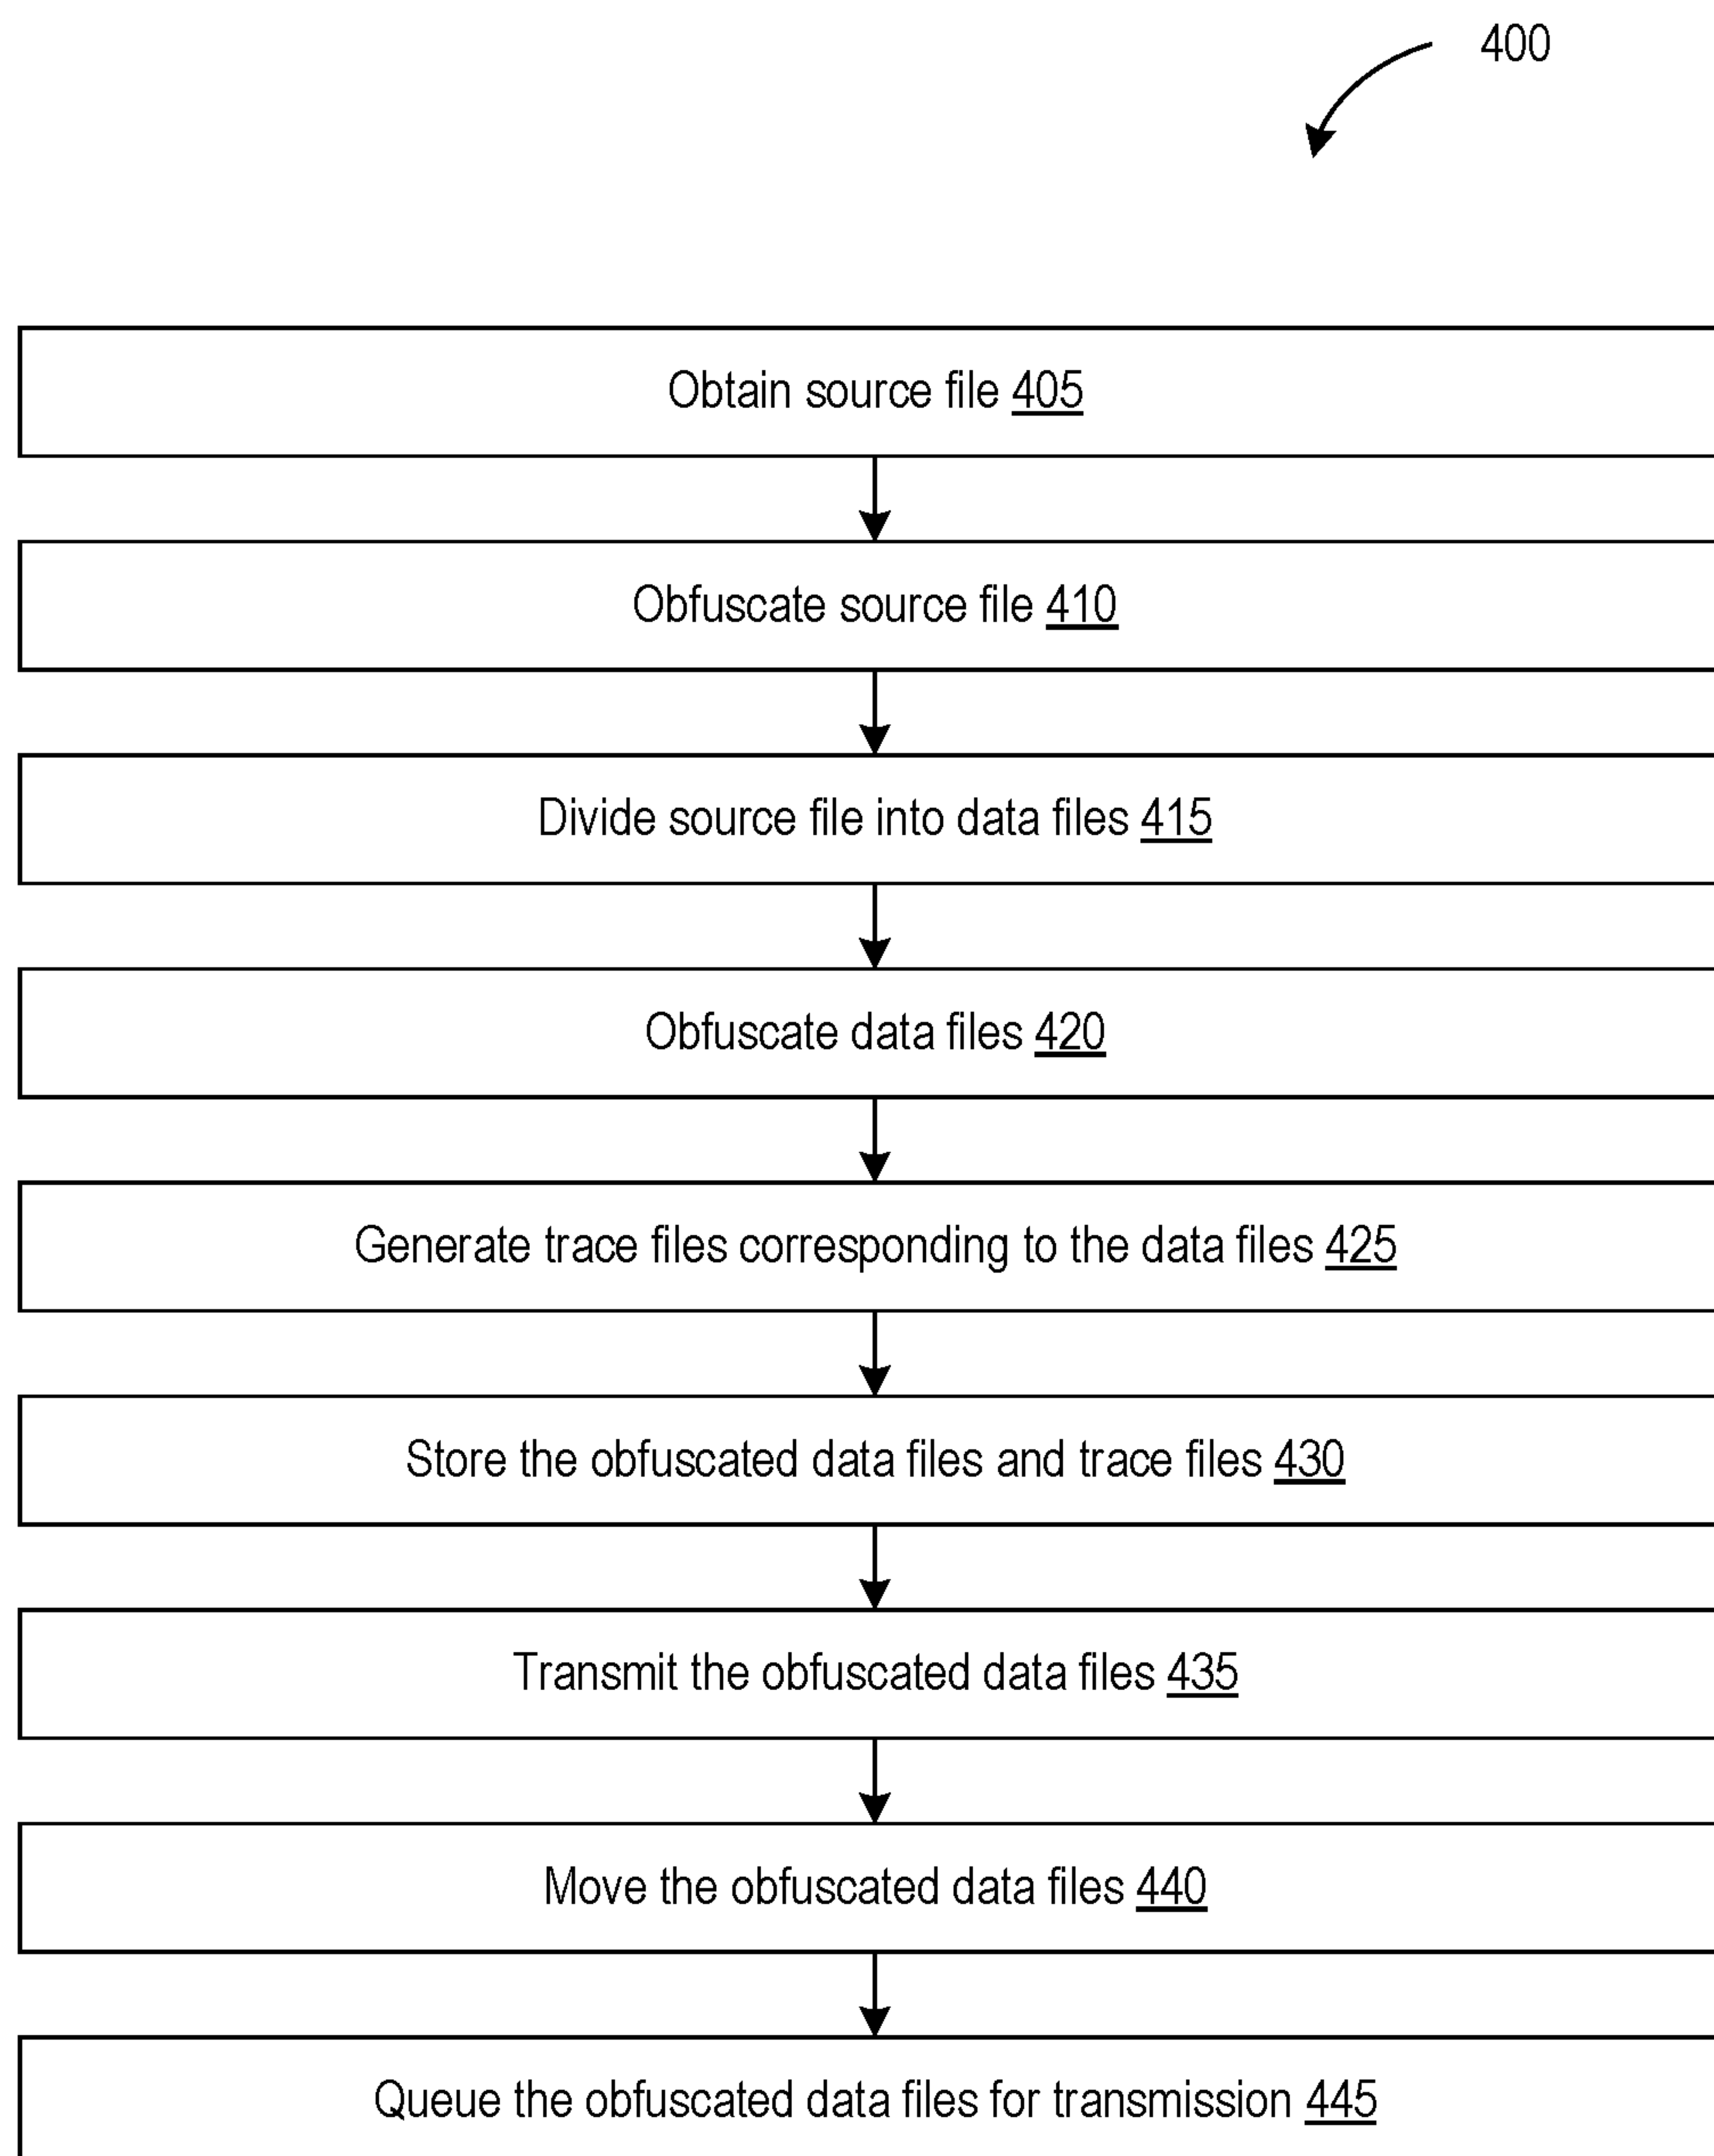 400
Obtain source file 405
Obfuscate source file 410
Divide source file into data files 415
Obfuscate data files 420
Generate trace files corresponding to the data files 425
Store the obfuscated data files and trace files 430
Transmit the obfuscated data files 435
Move the obfuscated data files 440
Queue the obfuscated data files for transmission 445